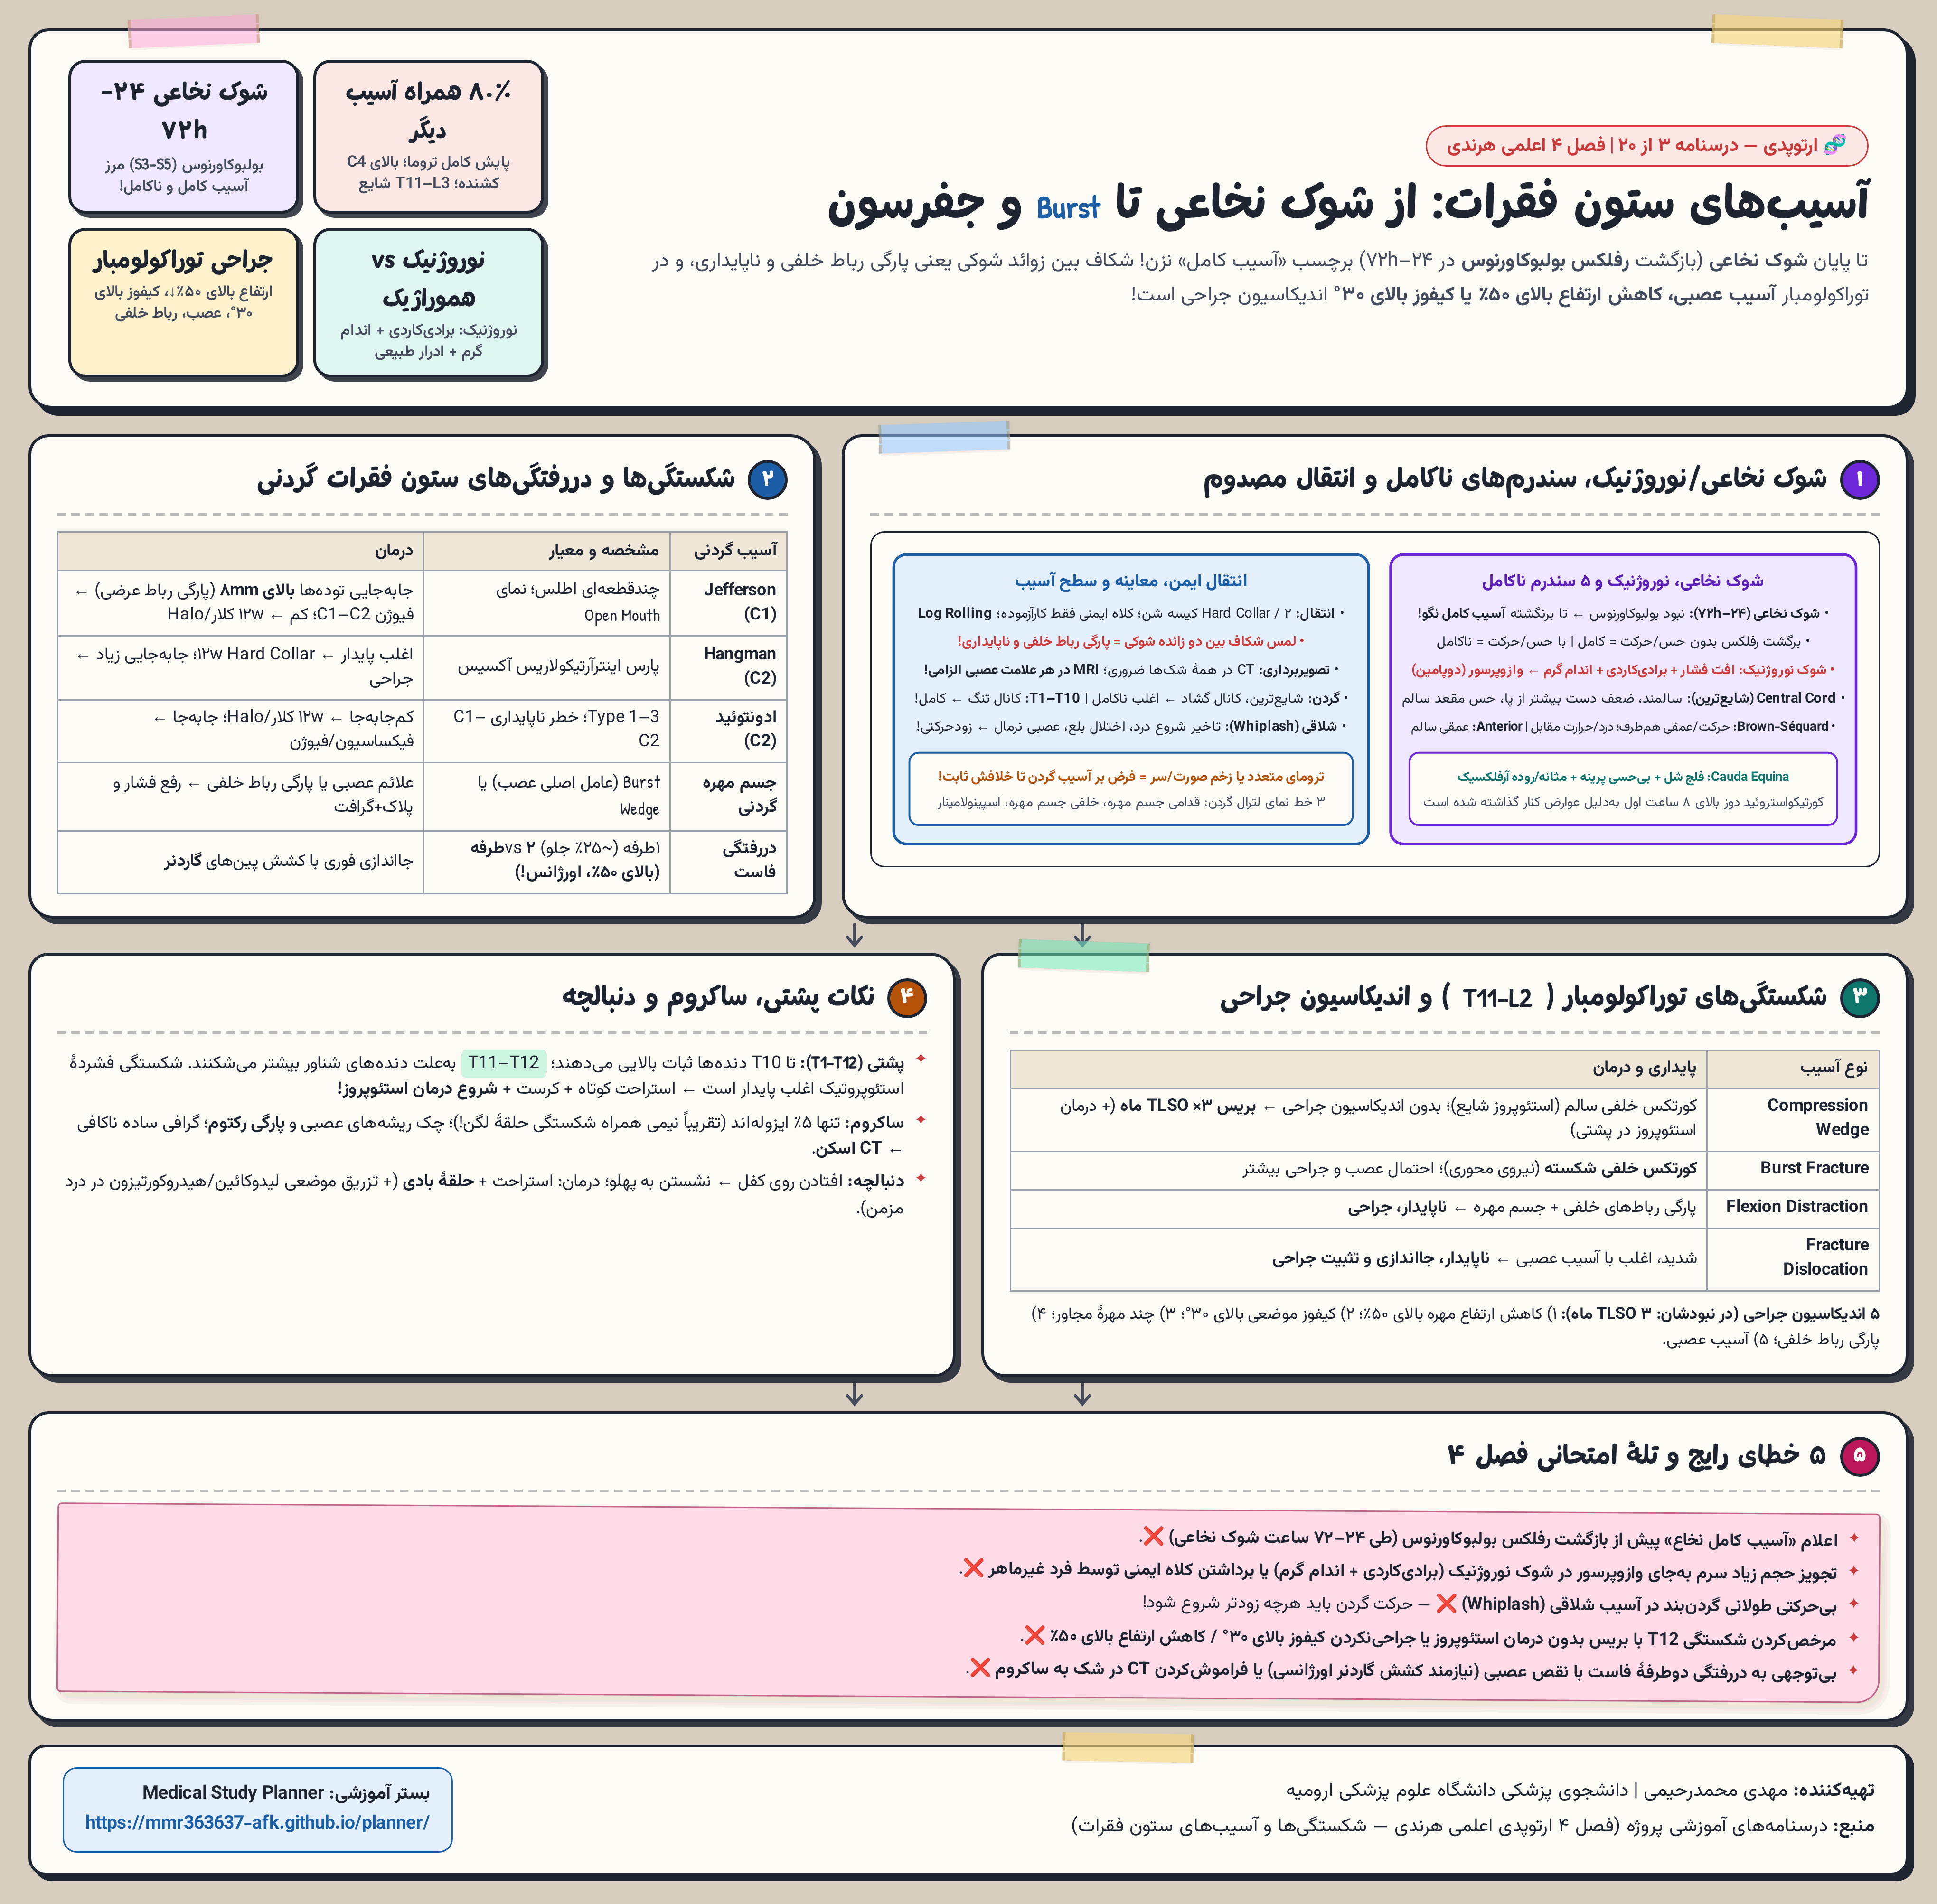 🧬 ارتوپدی — درسنامه ۳ از ۲۰ | فصل ۴ اعلمی هرندی
آسیب‌های ستون فقرات: از شوک نخاعی تا Burst و جفرسون
تا پایان شوک نخاعی (بازگشت رفلکس بولبوکاورنوس در ۲۴–۷۲h) برچسب «آسیب کامل» نزن! شکاف بین زوائد شوکی یعنی پارگی رباط خلفی و ناپایداری، و در
توراکولومبار آسیب عصبی، کاهش ارتفاع بالای ۵۰٪ یا کیفوز بالای ۳۰° اندیکاسیون جراحی است!
۸۰٪ همراه آسیب
دیگر
پایش کامل تروما؛ بالای C4
کشنده؛ T11–L3 شایع
شوک نخاعی ۲۴-
۷۲h
بولبوکاورنوس (S3-S5) مرز
آسیب کامل و ناکامل!
نوروژنیک vs
هموراژیک
نوروژنیک: برادی‌کاردی + اندام
گرم + ادرار طبیعی
جراحی توراکولومبار
ارتفاع بالای ۵۰٪↓، کیفوز بالای
۳۰°، عصب، رباط خلفی
۱ شوک نخاعی/نوروژنیک، سندرم‌های ناکامل و انتقال مصدوم
شوک نخاعی، نوروژنیک و ۵ سندرم ناکامل
• شوک نخاعی (۲۴–۷۲h): نبود بولبوکاورنوس ← تا برنگشته آسیب کامل نگو!
• برگشت رفلکس بدون حس/حرکت = کامل | با حس/حرکت = ناکامل
• شوک نوروژنیک: افت فشار + برادی‌کاردی + اندام گرم ← وازوپرسور (دوپامین)
• Central Cord (شایع‌ترین): سالمند، ضعف دست بیشتر از پا، حس مقعد سالم
• Brown-Séquard: حرکت/عمقی هم‌طرف؛ درد/حرارت مقابل | Anterior: عمقی سالم
Cauda Equina: فلج شل + بی‌حسی پرینه + مثانه/روده آرفلکسیک
کورتیکواستروئید دوز بالای ۸ ساعت اول به‌دلیل عوارض کنار گذاشته شده است
انتقال ایمن، معاینه و سطح آسیب
• انتقال: Hard Collar / ۲ کیسه شن؛ کلاه ایمنی فقط کارآزموده؛ Log Rolling
• لمس شکاف بین دو زائده شوکی = پارگی رباط خلفی و ناپایداری!
• تصویربرداری: CT در همهٔ شک‌ها ضروری؛ MRI در هر علامت عصبی الزامی!
• گردن: شایع‌ترین، کانال گشاد ← اغلب ناکامل | T1–T10: کانال تنگ ← کامل!
• شلاقی (Whiplash): تاخیر شروع درد، اختلال بلع، عصبی نرمال ← زودحرکتی!
ترومای متعدد یا زخم صورت/سر = فرض بر آسیب گردن تا خلافش ثابت!
۳ خط نمای لترال گردن: قدامی جسم مهره، خلفی جسم مهره، اسپینولامینار
۲ شکستگی‌ها و دررفتگی‌های ستون فقرات گردنی
آسیب گردنی | مشخصه و معیار | درمان
Jefferson (C1) | چندقطعه‌ای اطلس؛ نمای Open Mouth | جابه‌جایی توده‌ها بالای ۸mm (پارگی رباط عرضی) ← فیوژن C1–C2؛ کم ← ۱۲w کلار/Halo
Hangman (C2) | پارس اینترآرتیکولاریس آکسیس | اغلب پایدار ← ۱۲w Hard Collar؛ جابه‌جایی زیاد ← جراحی
ادونتوئید (C2) | Type 1–3؛ خطر ناپایداری C1–C2 | کم‌جابه‌جا ← ۱۲w کلار/Halo؛ جابه‌جا ← فیکساسیون/فیوژن
جسم مهره گردنی | Burst (عامل اصلی عصب) یا Wedge | علائم عصبی یا پارگی رباط خلفی ← رفع فشار و پلاک+گرافت
دررفتگی فاست | ۱طرفه (~۲۵٪ جلو) vs ۲طرفه (بالای ۵۰٪، اورژانس!) | جااندازی فوری با کشش پین‌های گاردنر
۳ شکستگی‌های توراکولومبار ( T11-L2 ) و اندیکاسیون جراحی
نوع آسیب | پایداری و درمان
Compression Wedge | کورتکس خلفی سالم (استئوپروز شایع)؛ بدون اندیکاسیون جراحی ← بریس TLSO ×۳ ماه (+ درمان استئوپروز در پشتی)
Burst Fracture | کورتکس خلفی شکسته (نیروی محوری)؛ احتمال عصب و جراحی بیشتر
Flexion Distraction | پارگی رباط‌های خلفی + جسم مهره ← ناپایدار، جراحی
Fracture Dislocation | شدید، اغلب با آسیب عصبی ← ناپایدار، جااندازی و تثبیت جراحی
۵ اندیکاسیون جراحی (در نبودشان: TLSO ۳ ماه): ۱) کاهش ارتفاع مهره بالای ۵۰٪؛ ۲) کیفوز موضعی بالای ۳۰°؛ ۳) چند مهرهٔ مجاور؛ ۴)
پارگی رباط خلفی؛ ۵) آسیب عصبی.
۴ نکات پشتی، ساکروم و دنبالچه
✦ پشتی (T1-T12): تا T10 دنده‌ها ثبات بالایی می‌دهند؛ T11–T12 به‌علت دنده‌های شناور بیشتر می‌شکنند. شکستگی فشردهٔ
استئوپروتیک اغلب پایدار است ← استراحت کوتاه + کرست + شروع درمان استئوپروز!
✦ ساکروم: تنها ۵٪ ایزوله‌اند (تقریباً نیمی همراه شکستگی حلقهٔ لگن!)؛ چک ریشه‌های عصبی و پارگی رکتوم؛ گرافی ساده ناکافی
← CT اسکن.
✦ دنبالچه: افتادن روی کفل ← نشستن به پهلو؛ درمان: استراحت + حلقهٔ بادی (+ تزریق موضعی لیدوکائین/هیدروکورتیزون در درد
مزمن).
۵ ۵ خطای رایج و تلهٔ امتحانی فصل ۴
✦ اعلام «آسیب کامل نخاع» پیش از بازگشت رفلکس بولبوکاورنوس (طی ۲۴–۷۲ ساعت شوک نخاعی) ❌.
✦ تجویز حجم زیاد سرم به‌جای وازوپرسور در شوک نوروژنیک (برادی‌کاردی + اندام گرم) یا برداشتن کلاه ایمنی توسط فرد غیرماهر ❌.
✦ بی‌حرکتی طولانی گردن‌بند در آسیب شلاقی (Whiplash) ❌ — حرکت گردن باید هرچه زودتر شروع شود!
✦ مرخص‌کردن شکستگی T12 با بریس بدون درمان استئوپروز یا جراحی‌نکردن کیفوز بالای ۳۰° / کاهش ارتفاع بالای ۵۰٪ ❌.
✦ بی‌توجهی به دررفتگی دوطرفهٔ فاست با نقص عصبی (نیازمند کشش گاردنر اورژانسی) یا فراموش‌کردن CT در شک به ساکروم ❌.
تهیه‌کننده: مهدی محمدرحیمی | دانشجوی پزشکی دانشگاه علوم پزشکی ارومیه
منبع: درسنامه‌های آموزشی پروژه (فصل ۴ ارتوپدی اعلمی هرندی — شکستگی‌ها و آسیب‌های ستون فقرات)
بستر آموزشی: Medical Study Planner
https://mmr363637-afk.github.io/planner/